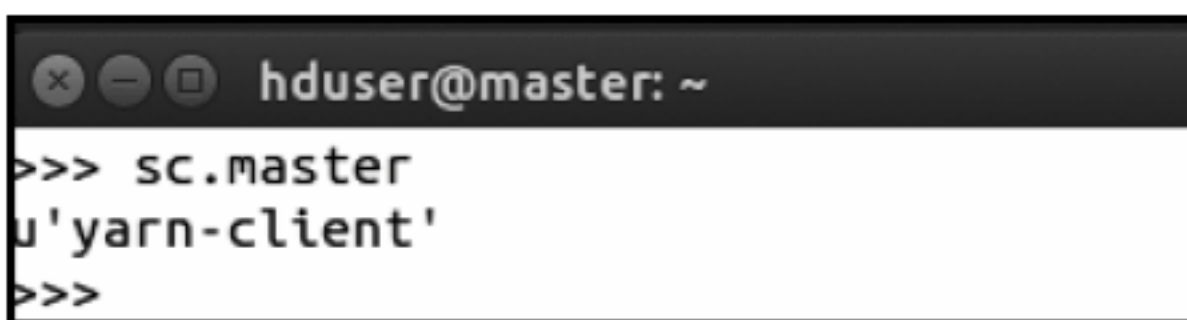 hduser@master: ~
>>> sc.master
u'yarn-client'
>>>